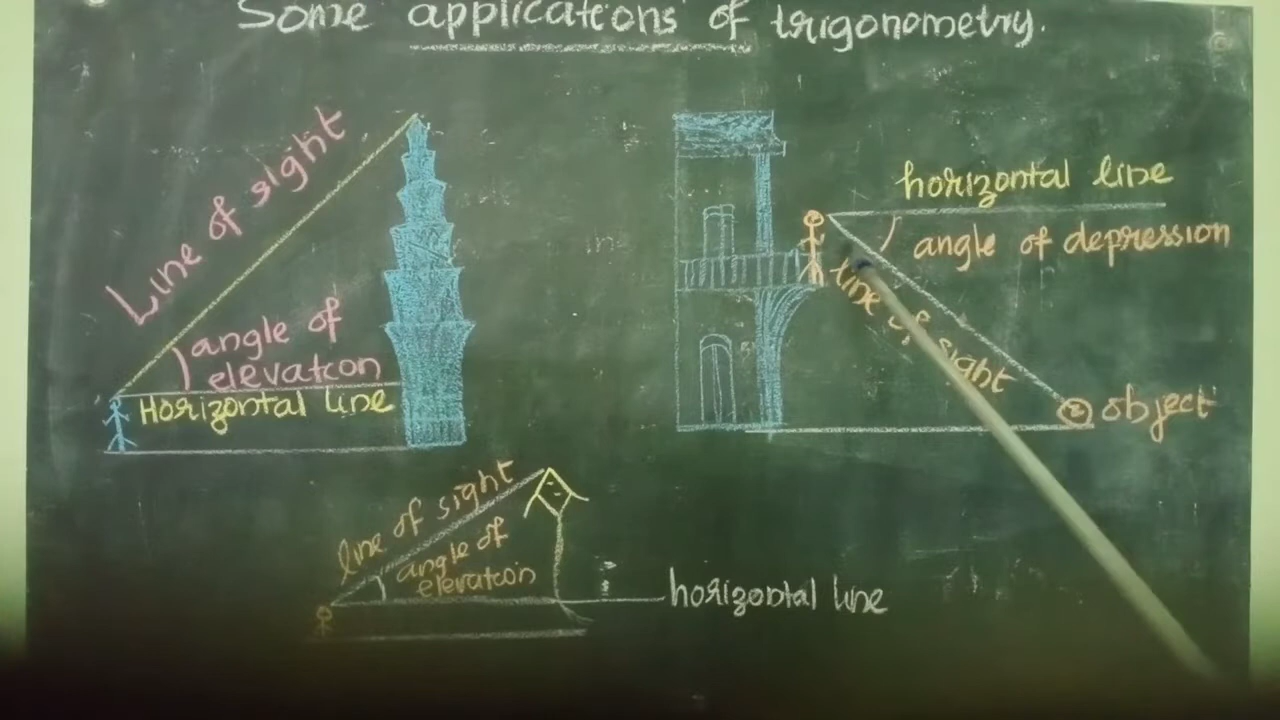 Some applications of trigonometry.
Line of sight
angle of
elevation
Horizontal line
horizontal line
angle of depression
line of sight
object
line of sight
angle of
elevation
horizontal line